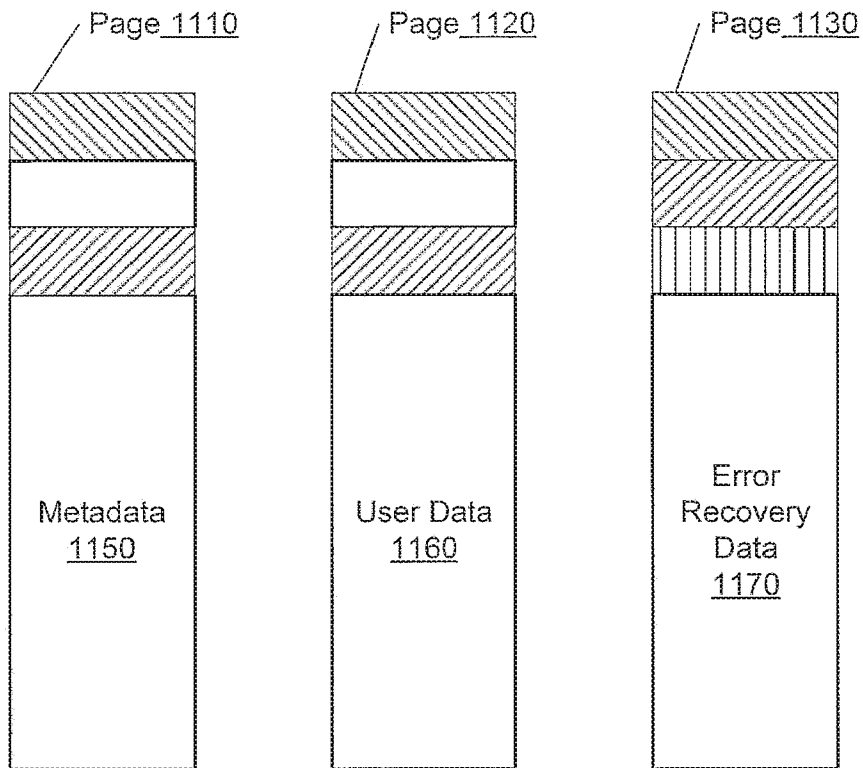 Page 1110
Page 1120
Page 1130
Metadata
1150
User Data
1160
Error
Recovery
Data
1170